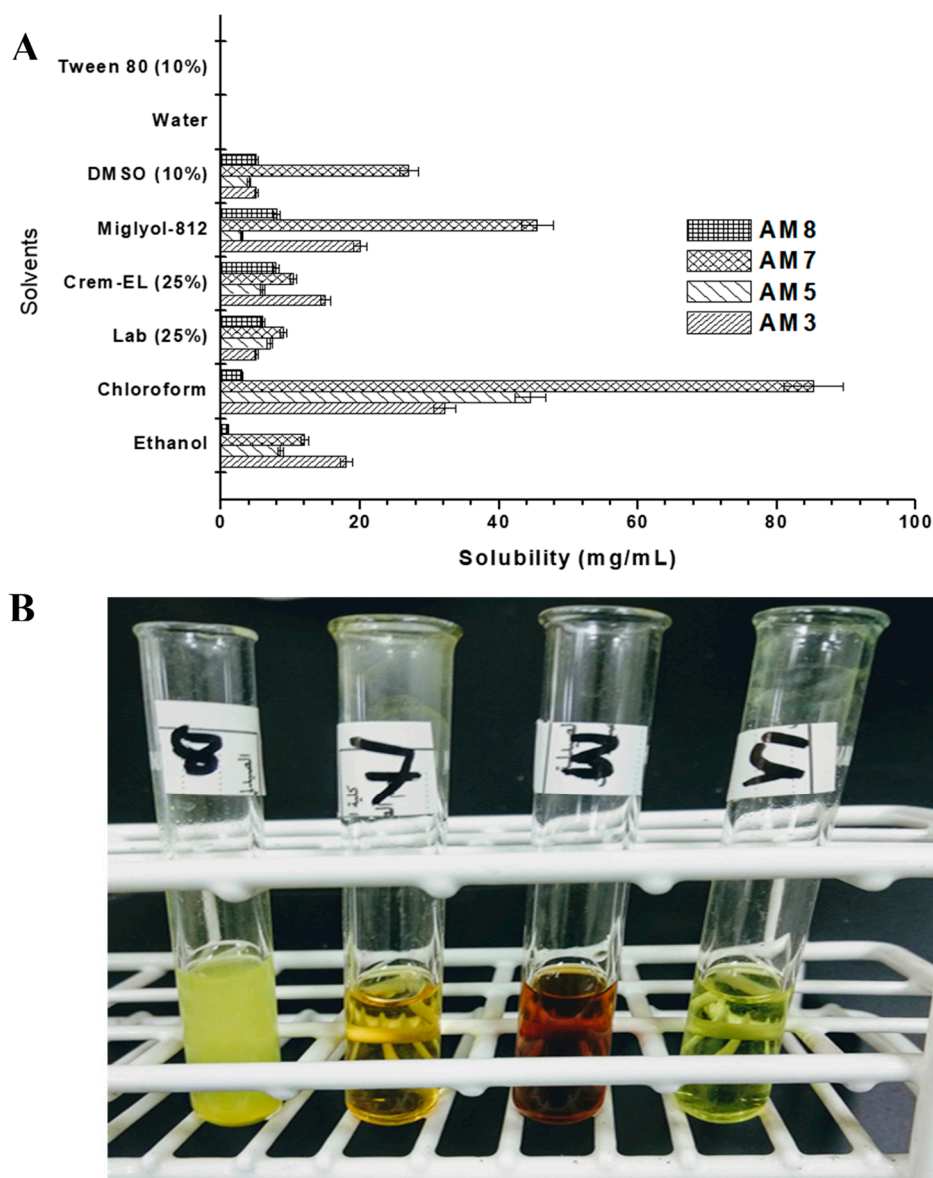 A
Tween 80 (10%)
Water
DMSO (10%)
Miglyol-812
Crem-EL (25%)
Lab (25%)
Chloroform
Ethanol
Solvents
AM8
AM7
AM5
AM3
0 20 40 60 80 100
Solubility (mg/mL)
B
8
7
كلية
3